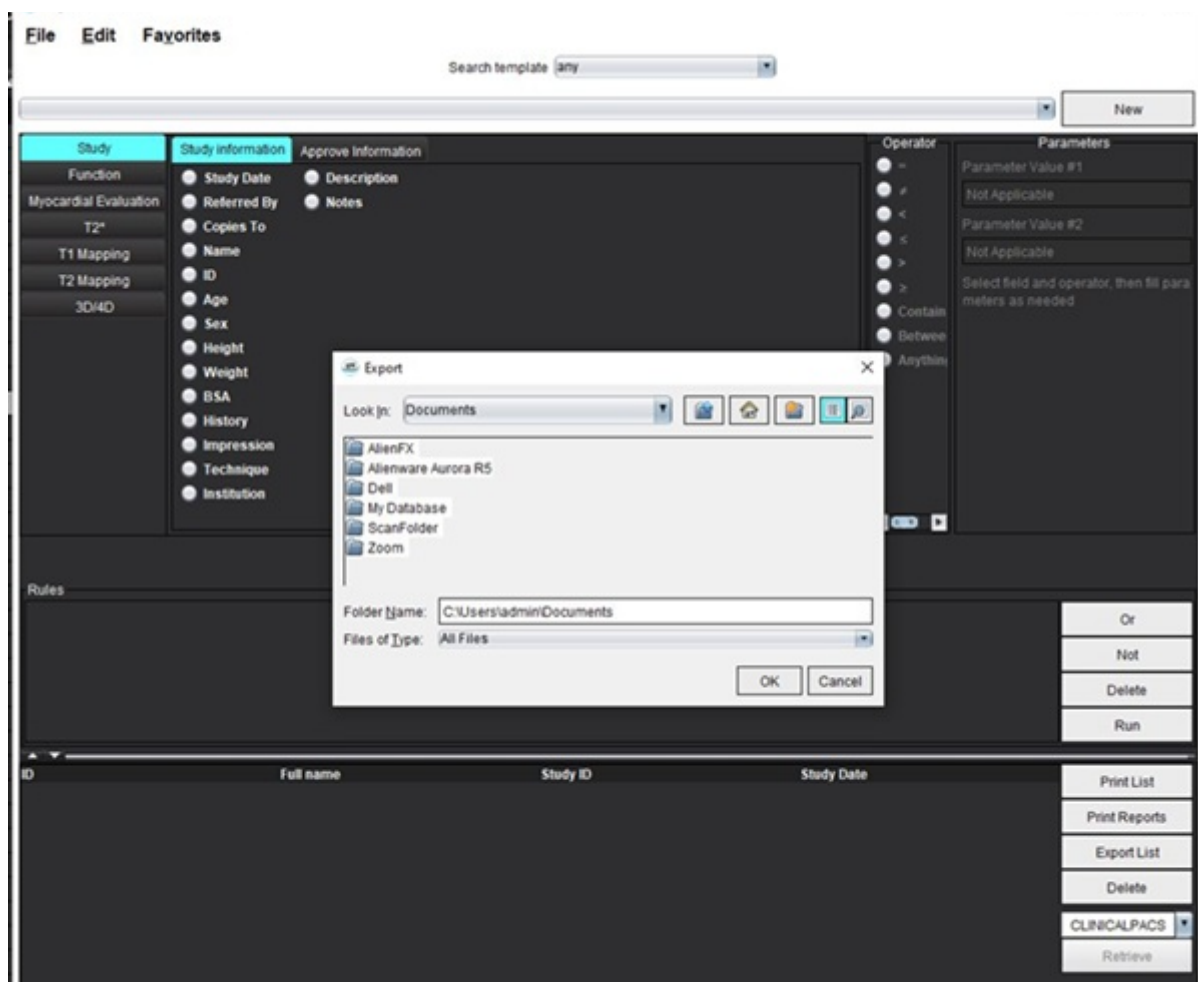 File Edit Favorites
Search template any
New
Study
Function
Myocardial Evaluation
T2*
T1 Mapping
T2 Mapping
3D/4D
Study information Approve Information
Study Date Description
Referred By Notes
Copies To
Name
ID
Age
Sex
Height
Weight
BSA
History
Impression
Technique
Institution
Operator
=
≠
<
≤
>
≥
Contain
Betwee
Anything
Parameters
Parameter Value #1
Not Applicable
Parameter Value #2
Not Applicable
Select field and operator, then fill para
meters as needed
Export
Look In: Documents
AlienFX
Alienware Aurora R5
Dell
My Database
ScanFolder
Zoom
Folder Name: C:\Users\admin\Documents
Files of Type: All Files
OK Cancel
Rules
Or
Not
Delete
Run
ID Full name Study ID Study Date
Print List
Print Reports
Export List
Delete
CLINICALPACS
Retrieve